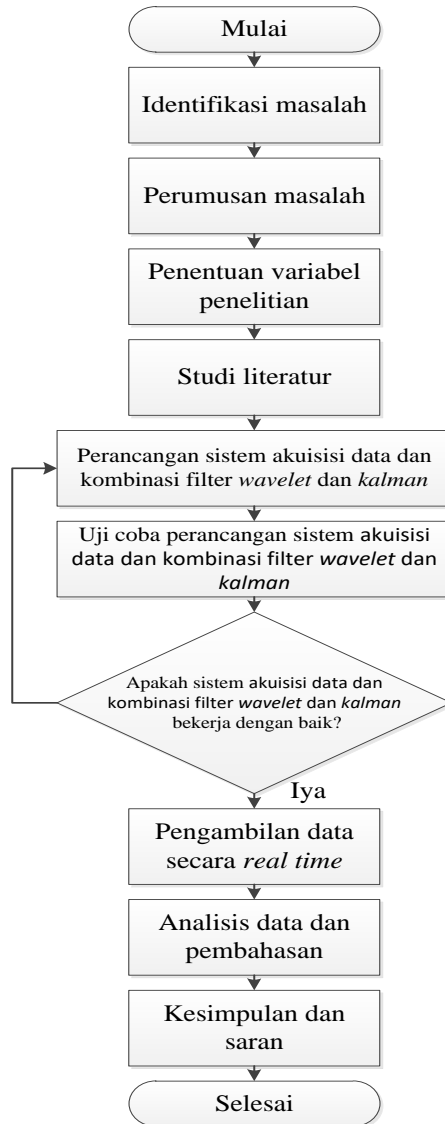 Mulai
Identifikasi masalah
Perumusan masalah
Penentuan variabel
penelitian
Studi literatur
Perancangan sistem akuisisi data dan
kombinasi filter wavelet dan kalman
Uji coba perancangan sistem akuisisi
data dan kombinasi filter wavelet dan
kalman
Apakah sistem akuisisi data dan
kombinasi filter wavelet dan kalman
bekerja dengan baik?
Iya
Pengambilan data
secara real time
Analisis data dan
pembahasan
Kesimpulan dan
saran
Selesai